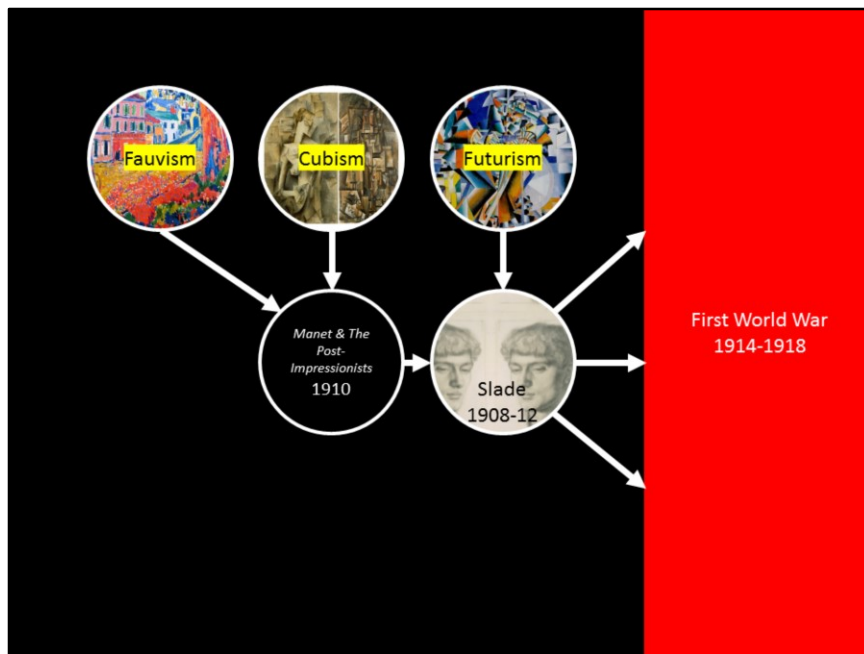 Fauvism
Cubism
Futurism
Manet & The
Post-
Impressionists
1910
Slade
1908-12
First World War
1914-1918